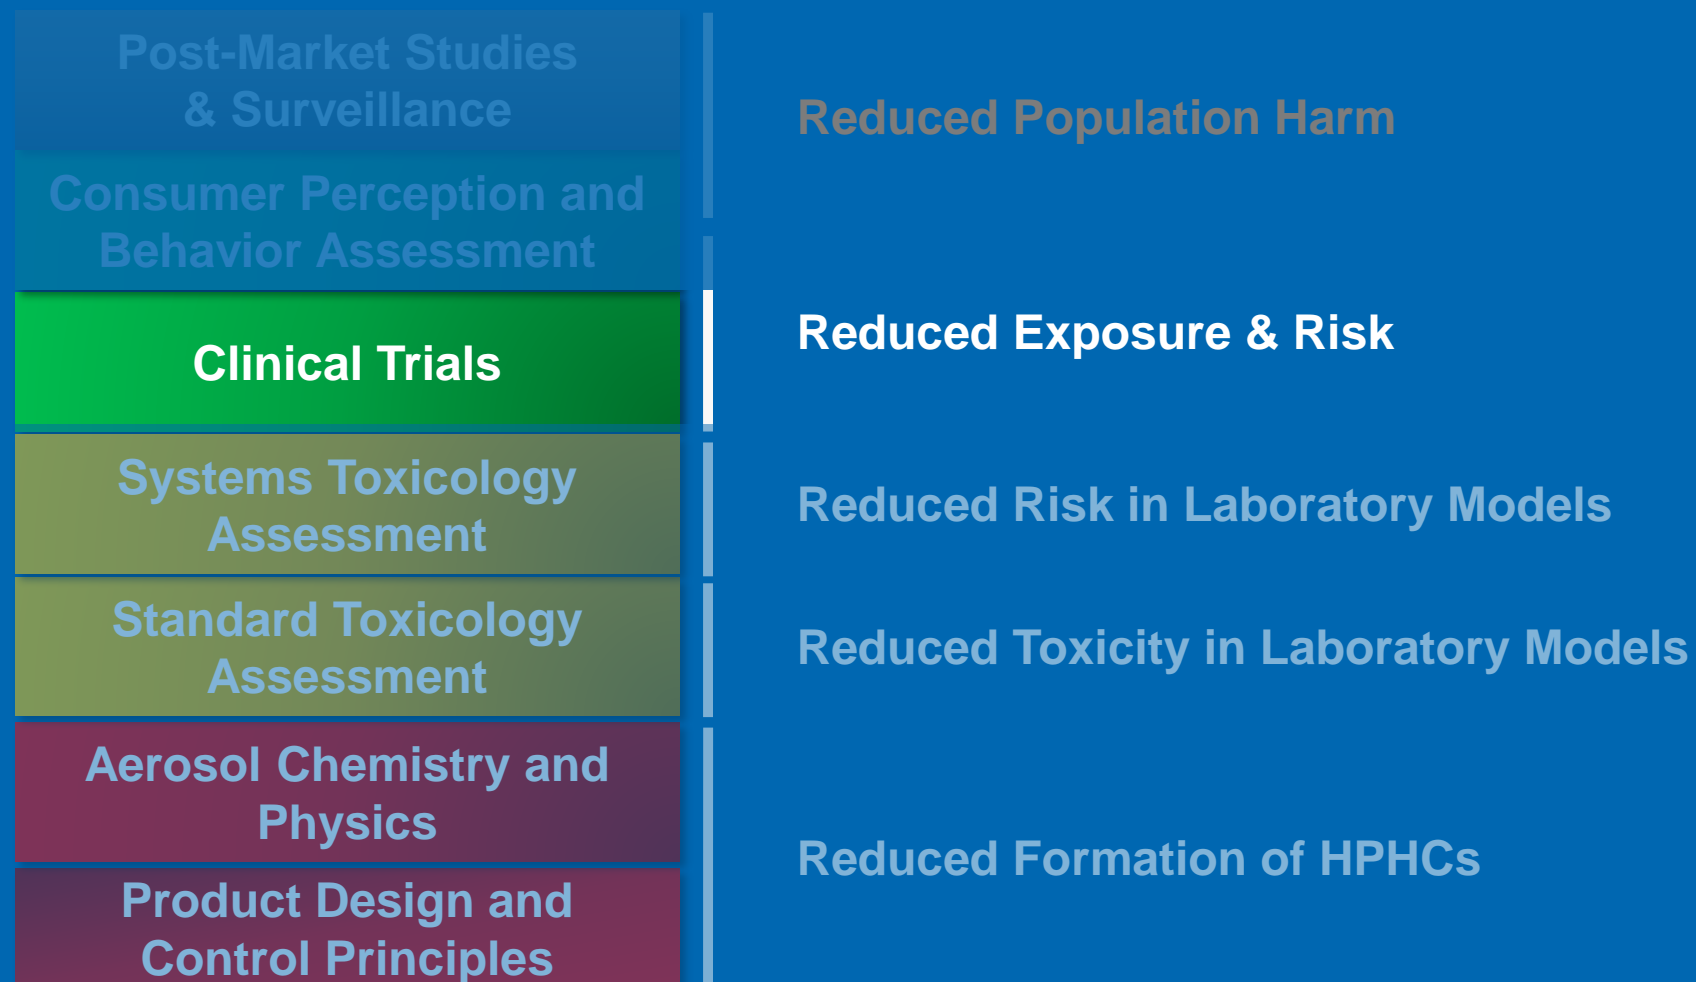 Post-Market Studies
& Surveillance
Reduced Population Harm
Consumer Perception and
Behavior Assessment
Clinical Trials
Reduced Exposure & Risk
Systems Toxicology
Assessment
Reduced Risk in Laboratory Models
Standard Toxicology
Assessment
Reduced Toxicity in Laboratory Models
Aerosol Chemistry and
Physics
Reduced Formation of HPHCs
Product Design and
Control Principles